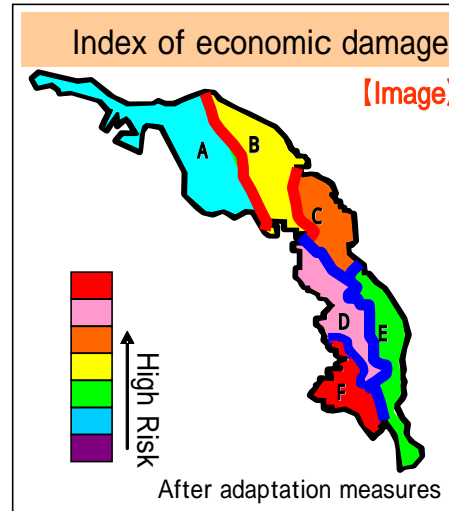 Index of economic damage
【Image】
A
B
C
D
E
F
High Risk
After adaptation measures